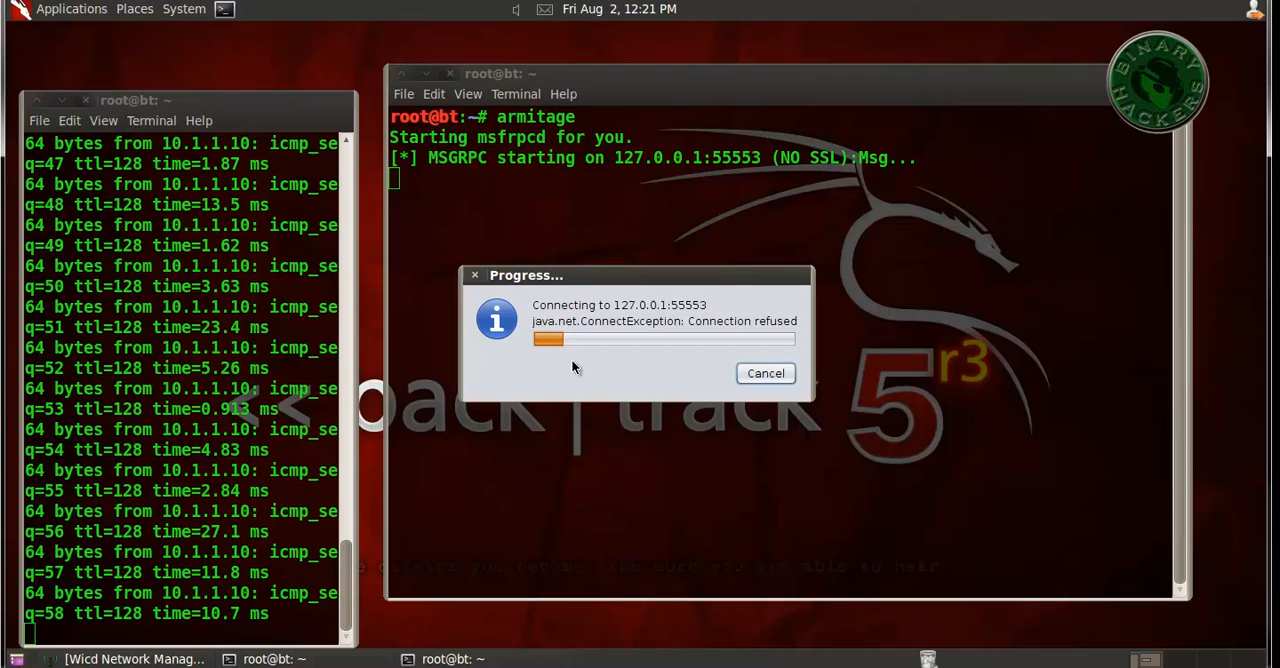 Applications Places System
Fri Aug 2, 12:21 PM
root@bt: ~
File Edit View Terminal Help
64 bytes from 10.1.1.10: icmp_se
q=47 ttl=128 time=1.87 ms
64 bytes from 10.1.1.10: icmp_se
q=48 ttl=128 time=13.5 ms
64 bytes from 10.1.1.10: icmp_se
q=49 ttl=128 time=1.62 ms
64 bytes from 10.1.1.10: icmp_se
q=50 ttl=128 time=3.63 ms
64 bytes from 10.1.1.10: icmp_se
q=51 ttl=128 time=23.4 ms
64 bytes from 10.1.1.10: icmp_se
q=52 ttl=128 time=5.26 ms
64 bytes from 10.1.1.10: icmp_se
q=53 ttl=128 time=0.913 ms
64 bytes from 10.1.1.10: icmp_se
q=54 ttl=128 time=4.83 ms
64 bytes from 10.1.1.10: icmp_se
q=55 ttl=128 time=2.84 ms
64 bytes from 10.1.1.10: icmp_se
q=56 ttl=128 time=27.1 ms
64 bytes from 10.1.1.10: icmp_se
q=57 ttl=128 time=11.8 ms
64 bytes from 10.1.1.10: icmp_se
q=58 ttl=128 time=10.7 ms
root@bt: ~
File Edit View Terminal Help
root@bt:~# armitage
Starting msfrpcd for you.
[*] MSGRPC starting on 127.0.0.1:55553 (NO SSL):Msg...
BINARY HACKERS
Progress...
Connecting to 127.0.0.1:55553
java.net.ConnectException: Connection refused
Cancel
<< back | track 5 r3
the more you are able to hear
[Wicd Network Manag...
root@bt: ~
root@bt: ~